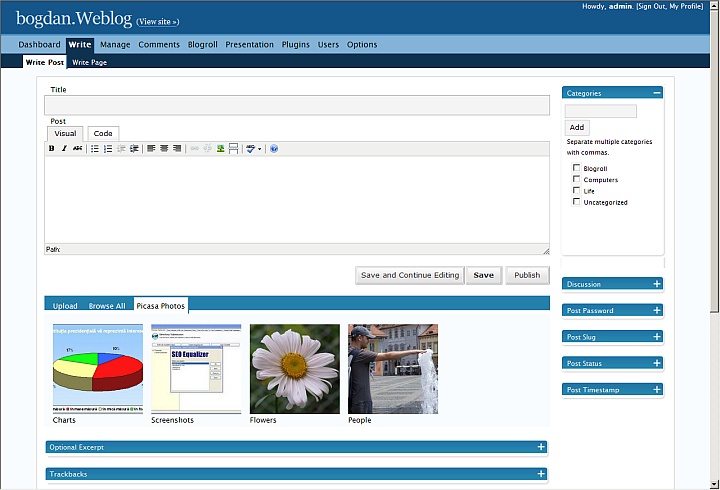 Howdy, admin. [Sign Out, My Profile]
bogdan.Weblog (View site »)
Dashboard Write Manage Comments Blogroll Presentation Plugins Users Options
Write Post Write Page
Title
Post
Visual Code
B I ABC
Path:
Save and Continue Editing Save Publish
Categories
Add
Separate multiple categories
with commas.
Blogroll
Computers
Life
Uncategorized
Discussion
Post Password
Post Slug
Post Status
Post Timestamp
Upload Browse All Picasa Photos
17%
SEO Equalizer
Charts Screenshots Flowers People
Optional Excerpt
Trackbacks